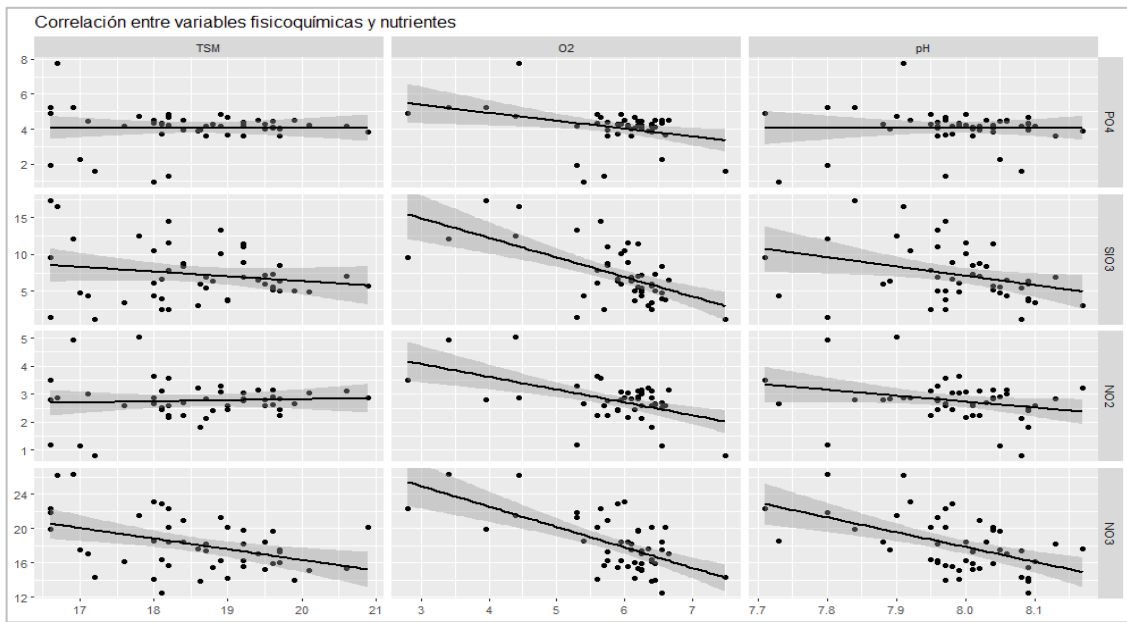 Correlación entre variables fisicoquímicas y nutrientes
TSM O2 pH
8
6
4
2
PO4
15
10
5
SIO3
5
4
3
2
1
NO2
24
20
16
12
NO3
17 18 19 20 21 3 4 5 6 7 7.7 7.8 7.9 8.0 8.1